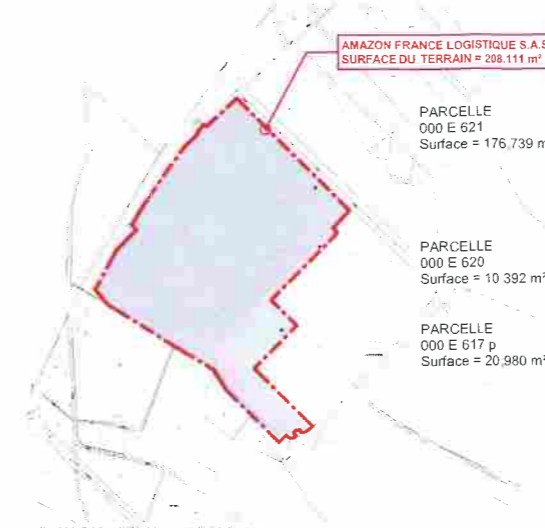 AMAZON FRANCE LOGISTIQUE S.A.S
SURFACE DU TERRAIN = 208.111 m²
PARCELLE
000 E 621
Surface = 176,739 m
PARCELLE
000 E 620
Surface = 10 392 m²
PARCELLE
000 E 617 p
Surface = 20,980 m²